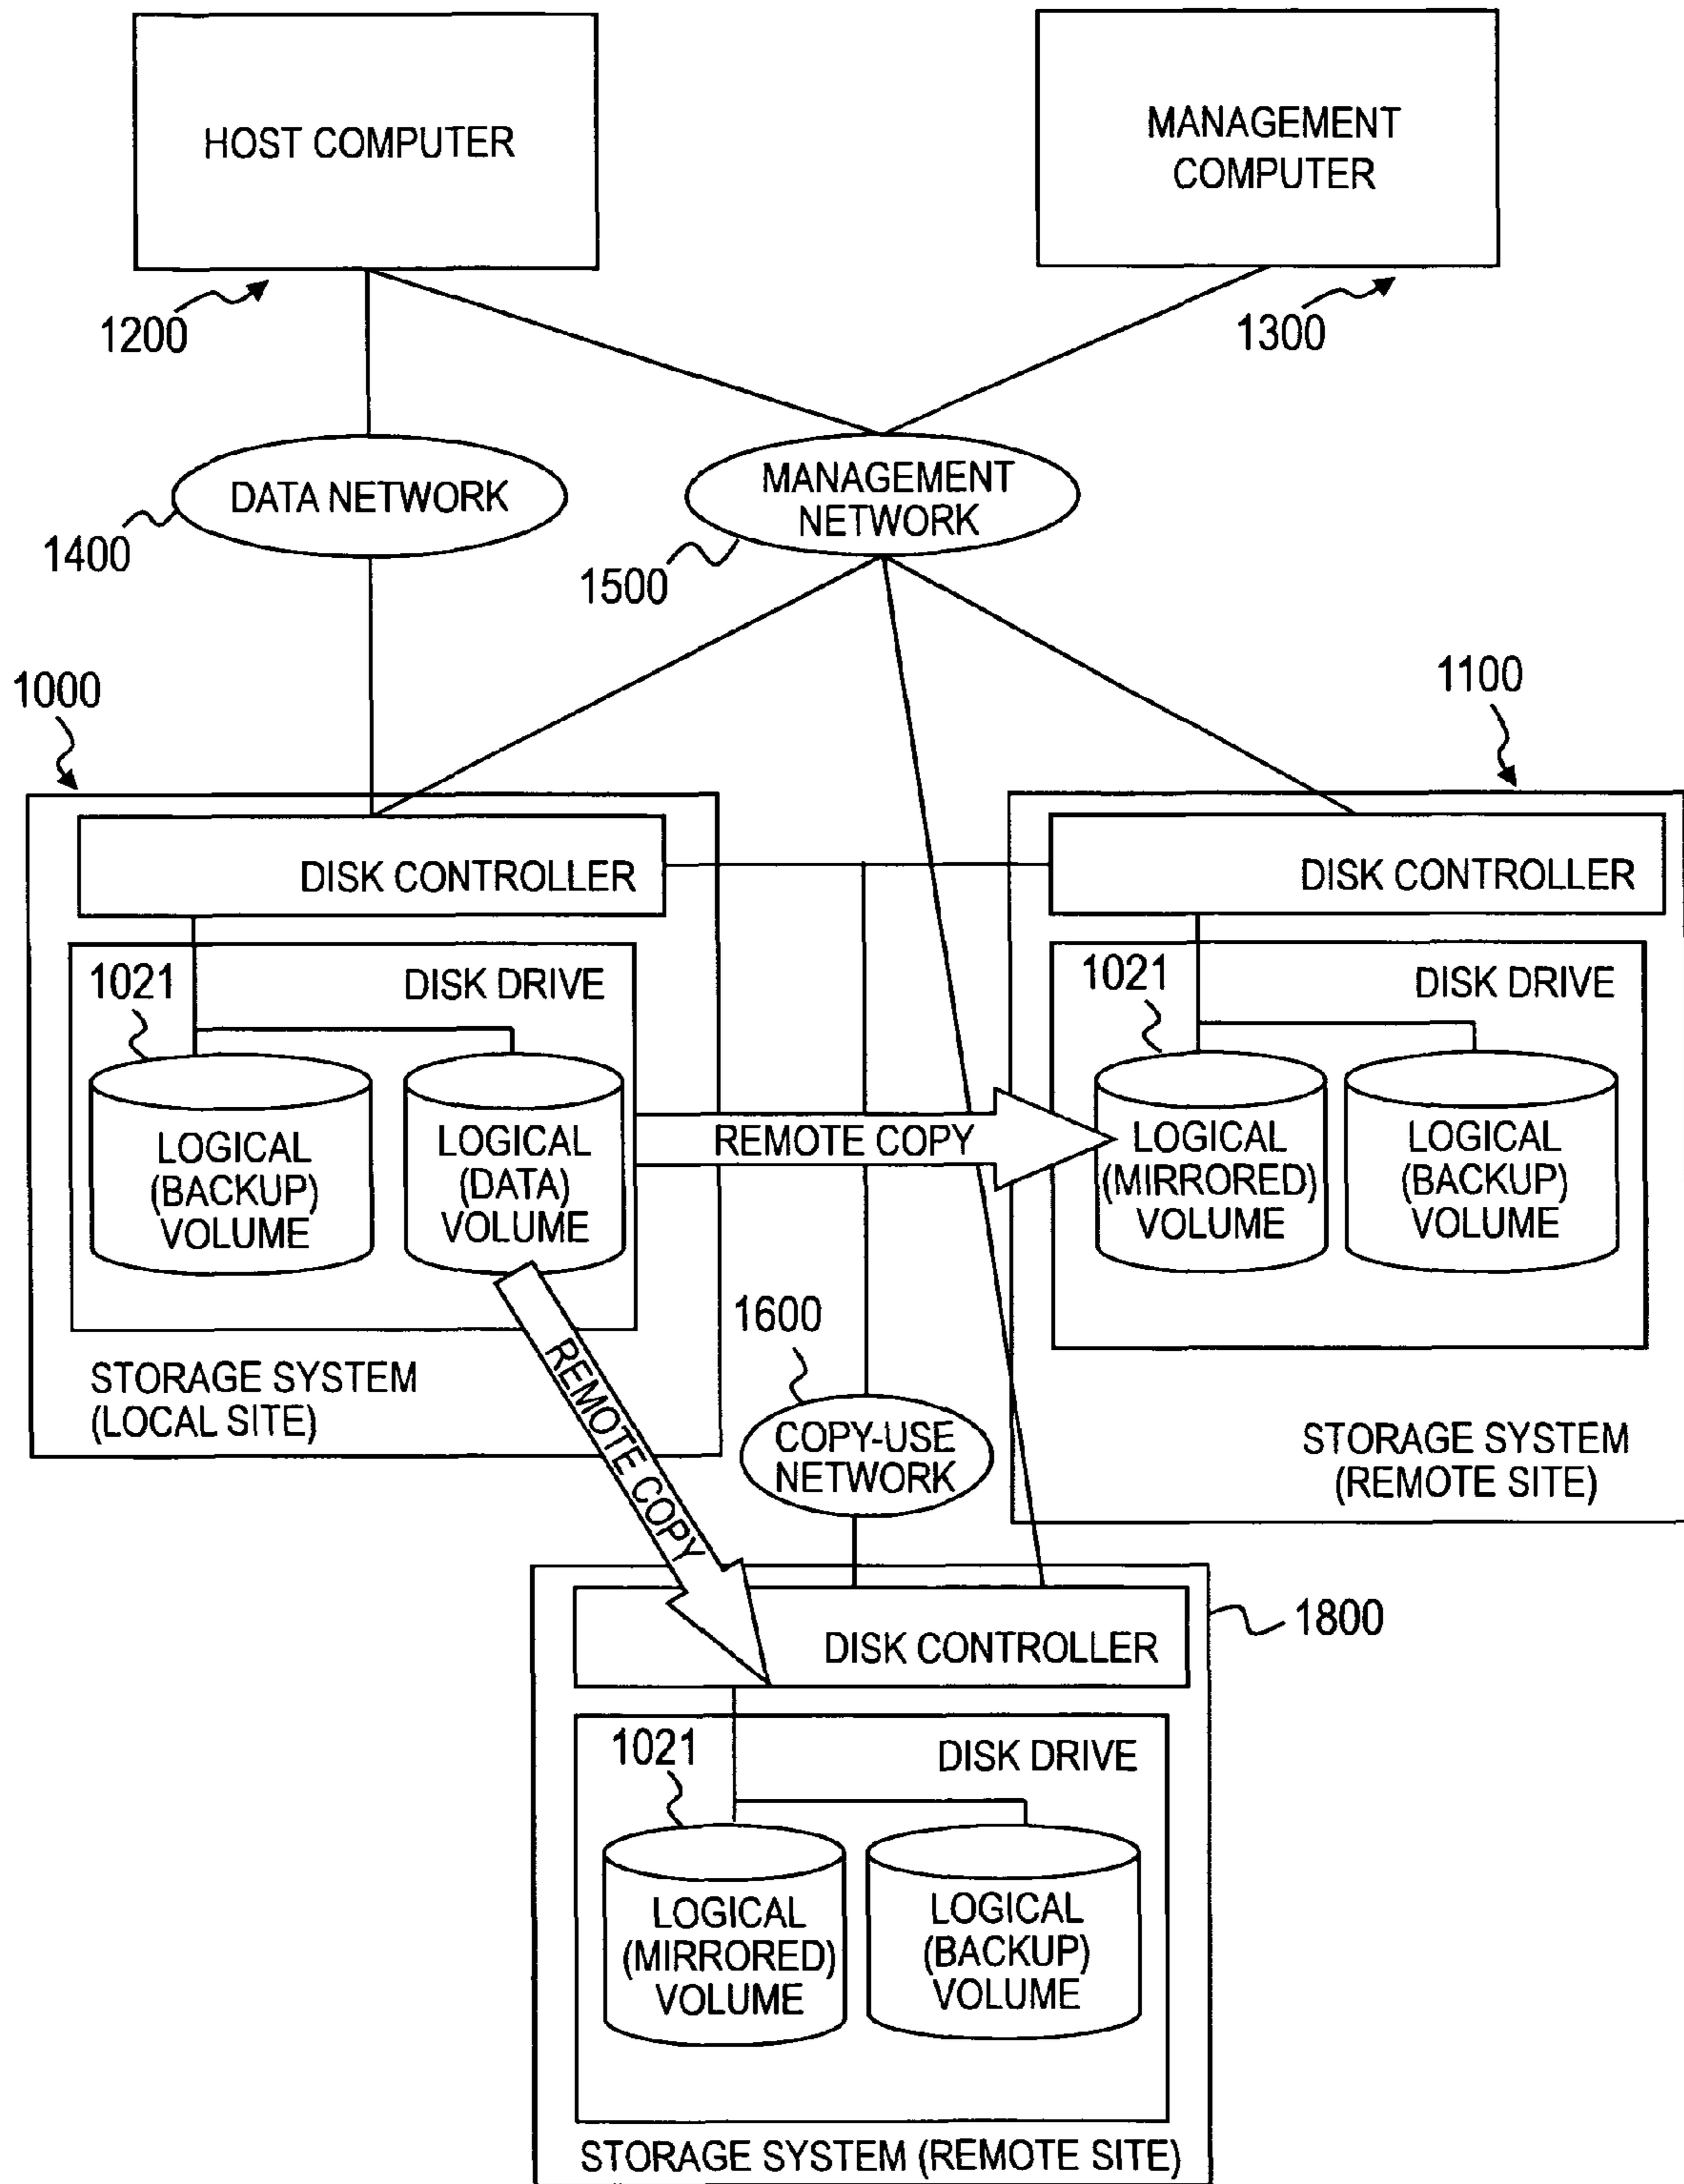 HOST COMPUTER
MANAGEMENT
COMPUTER
1200
1300
DATA NETWORK
MANAGEMENT
NETWORK
1400
1500
1000
1100
DISK CONTROLLER
DISK CONTROLLER
1021
DISK DRIVE
1021
DISK DRIVE
LOGICAL
(BACKUP)
VOLUME
LOGICAL
(DATA)
VOLUME
REMOTE COPY
LOGICAL
(MIRRORED)
VOLUME
LOGICAL
(BACKUP)
VOLUME
1600
REMOTE COPY
STORAGE SYSTEM
(LOCAL SITE)
COPY-USE
NETWORK
STORAGE SYSTEM
(REMOTE SITE)
1800
DISK CONTROLLER
1021
DISK DRIVE
LOGICAL
(MIRRORED)
VOLUME
LOGICAL
(BACKUP)
VOLUME
STORAGE SYSTEM (REMOTE SITE)